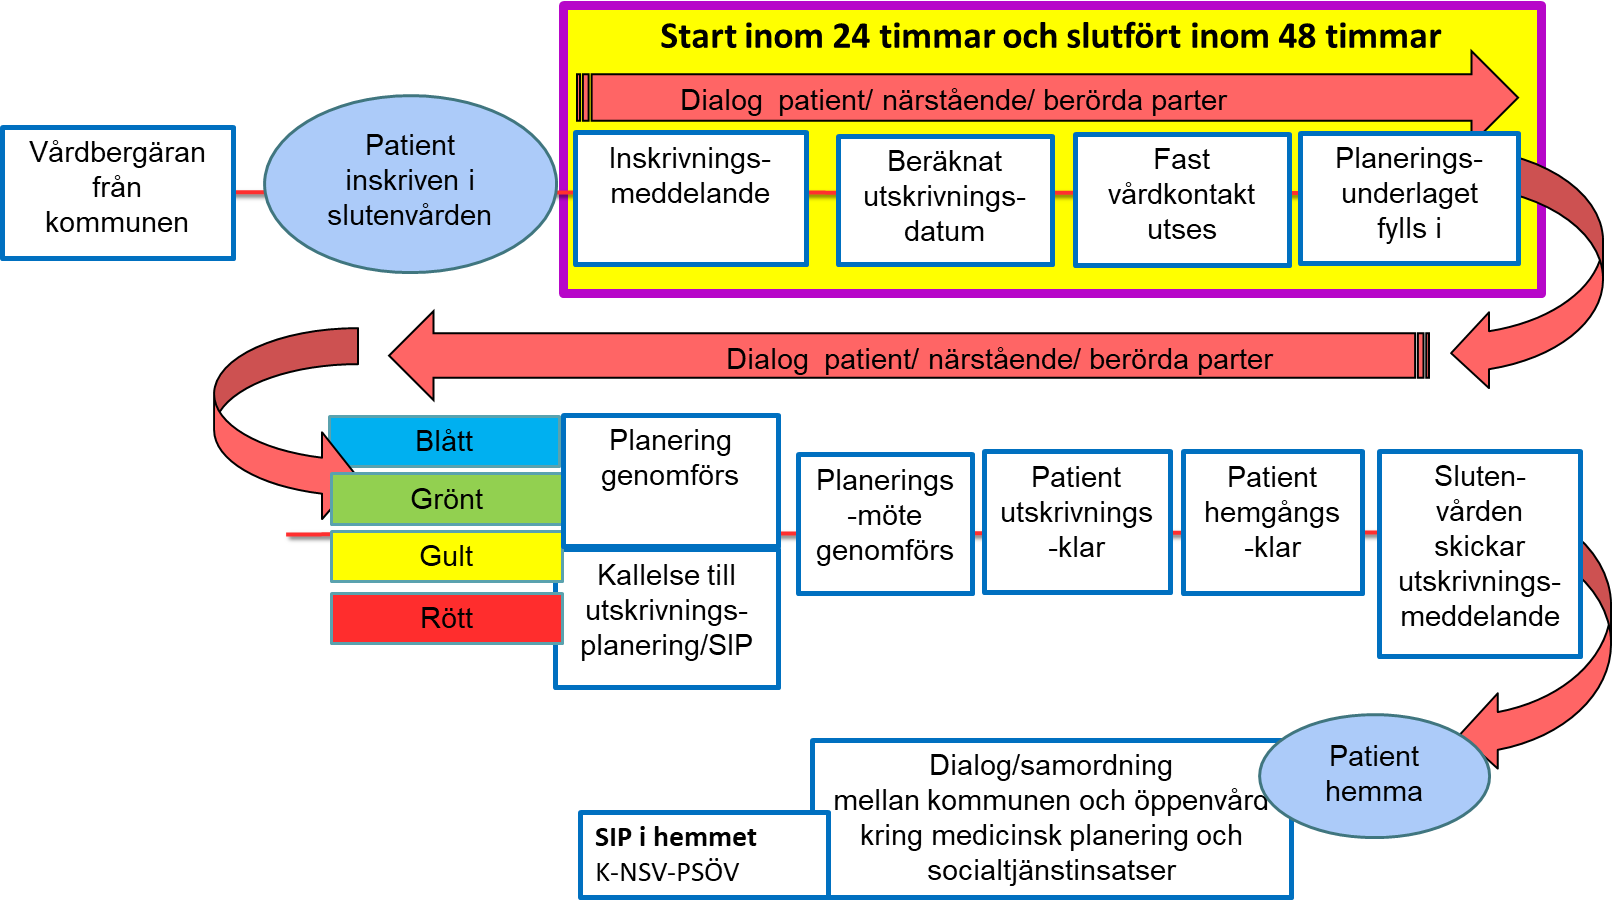 Start inom 24 timmar och slutfört inom 48 timmar
Dialog  patient/ närstående/ berörda parter
Vårdbergäran
från
kommunen
Patient
inskriven i
slutenvården
Inskrivnings-
meddelande
Beräknat
utskrivnings-
datum
Fast
vårdkontakt
utses
Planerings-
underlaget
fylls i
Dialog  patient/ närstående/ berörda parter
Blått
Grönt
Gult
Rött
Planering
genomförs
Kallelse till
utskrivnings-
planering/SIP
Planerings
-möte
genomförs
Patient
utskrivnings
-klar
Patient
hemgångs
-klar
Sluten-
vården
skickar
utskrivnings-
meddelande
Patient
hemma
Dialog/samordning
mellan kommunen och öppenvård
kring medicinsk planering och
socialtjänstinsatser
SIP i hemmet
K-NSV-PSÖV